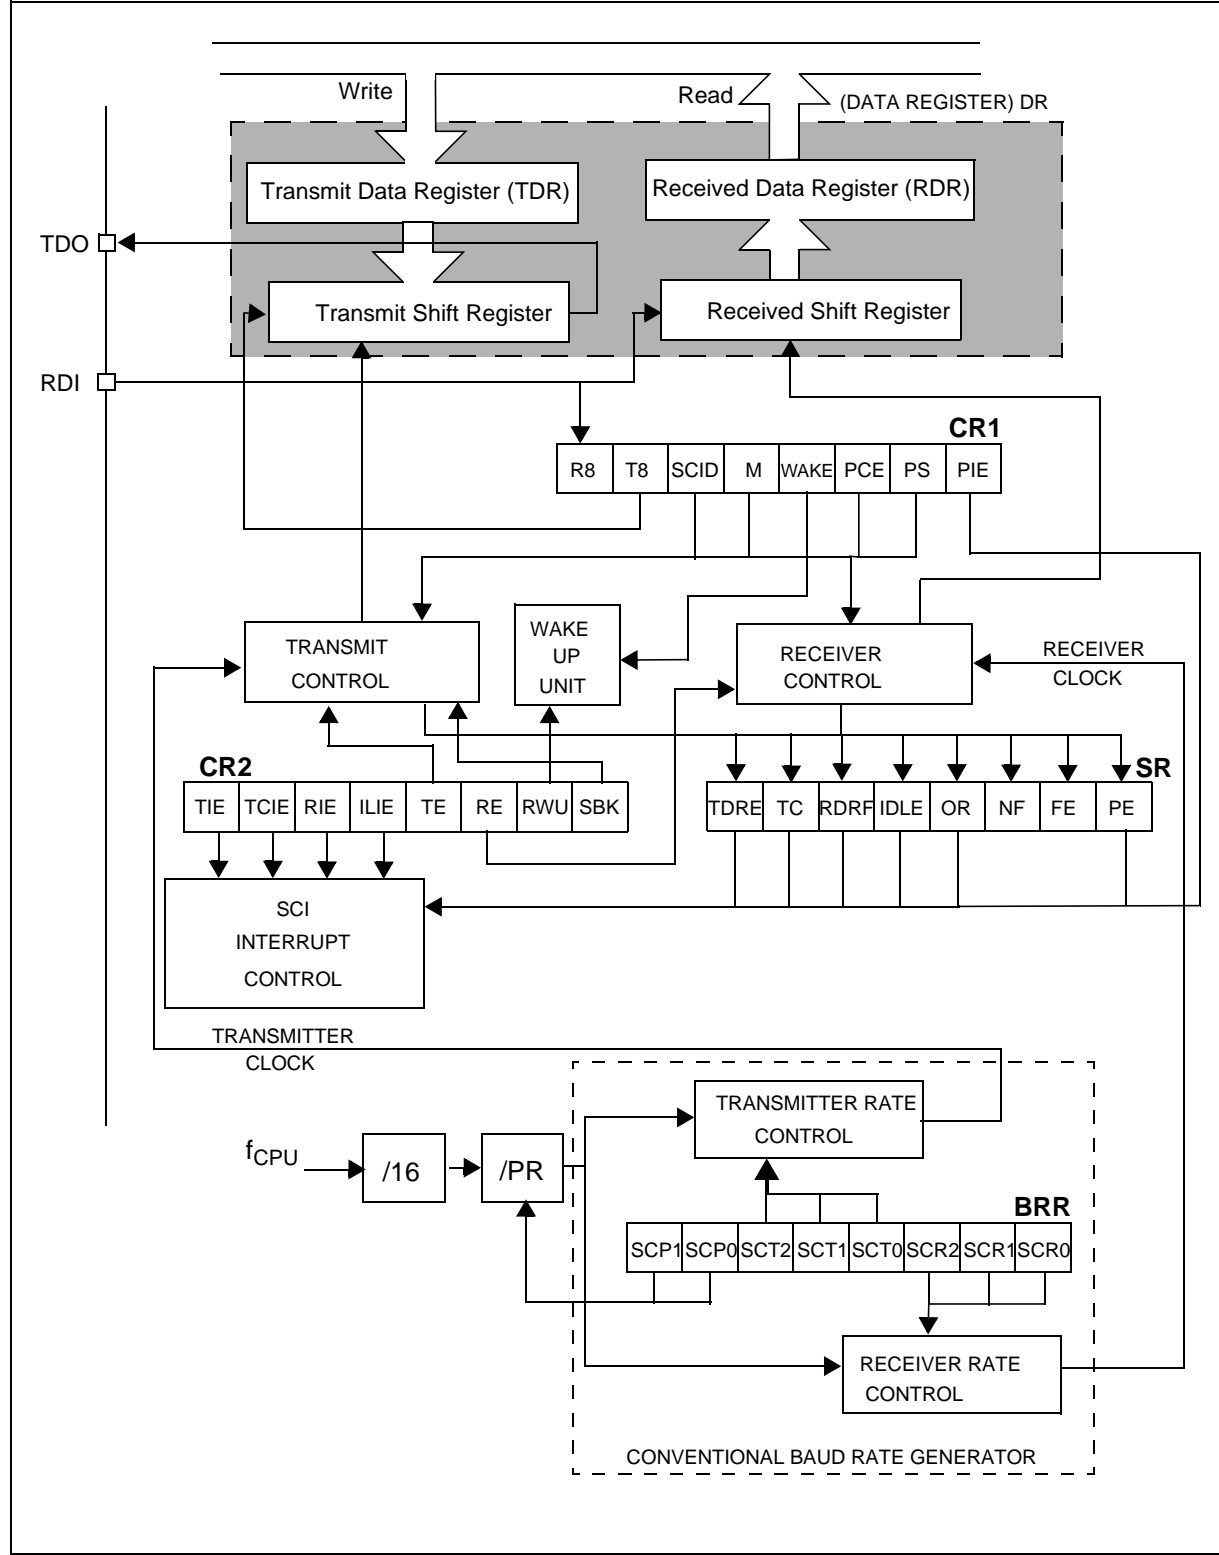 Write
Read
(DATA REGISTER) DR
Transmit Data Register (TDR)
Received Data Register (RDR)
TDO
Transmit Shift Register
Received Shift Register
RDI
CR1
R8 T8 SCID M WAKE PCE PS PIE
TRANSMIT
CONTROL
WAKE
UP
UNIT
RECEIVER
CONTROL
RECEIVER
CLOCK
CR2
SR
TIE TCIE RIE ILIE TE RE RWU SBK
TDRE TC RDRF IDLE OR NF FE PE
SCI
INTERRUPT
CONTROL
TRANSMITTER
CLOCK
TRANSMITTER RATE
CONTROL
fCPU
/16
/PR
BRR
SCP1 SCP0 SCT2 SCT1 SCT0 SCR2 SCR1 SCR0
RECEIVER RATE
CONTROL
CONVENTIONAL BAUD RATE GENERATOR